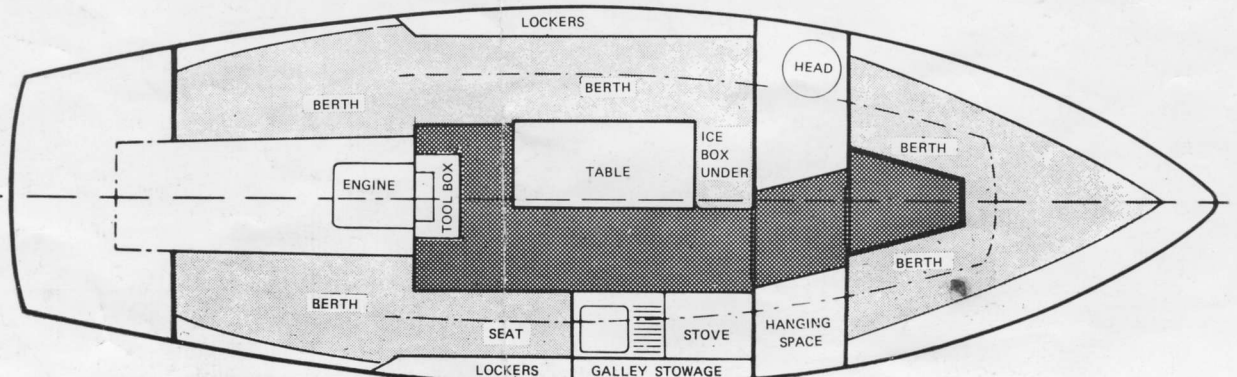 LOCKERS
HEAD
BERTH
BERTH
ICE
BOX
UNDER
BERTH
TABLE
ENGINE
TOOL BOX
BERTH
BERTH
SEAT
STOVE
HANGING
SPACE
LOCKERS
GALLEY STOWAGE